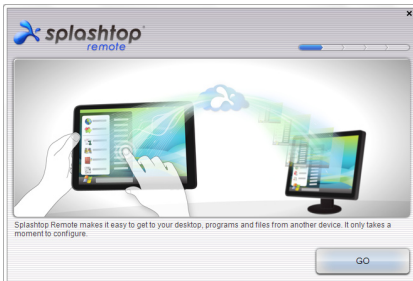 splashtop
remote
Splashtop Remote makes it easy to get to your desktop, programs and files from another device. It only takes a
moment to configure.
GO